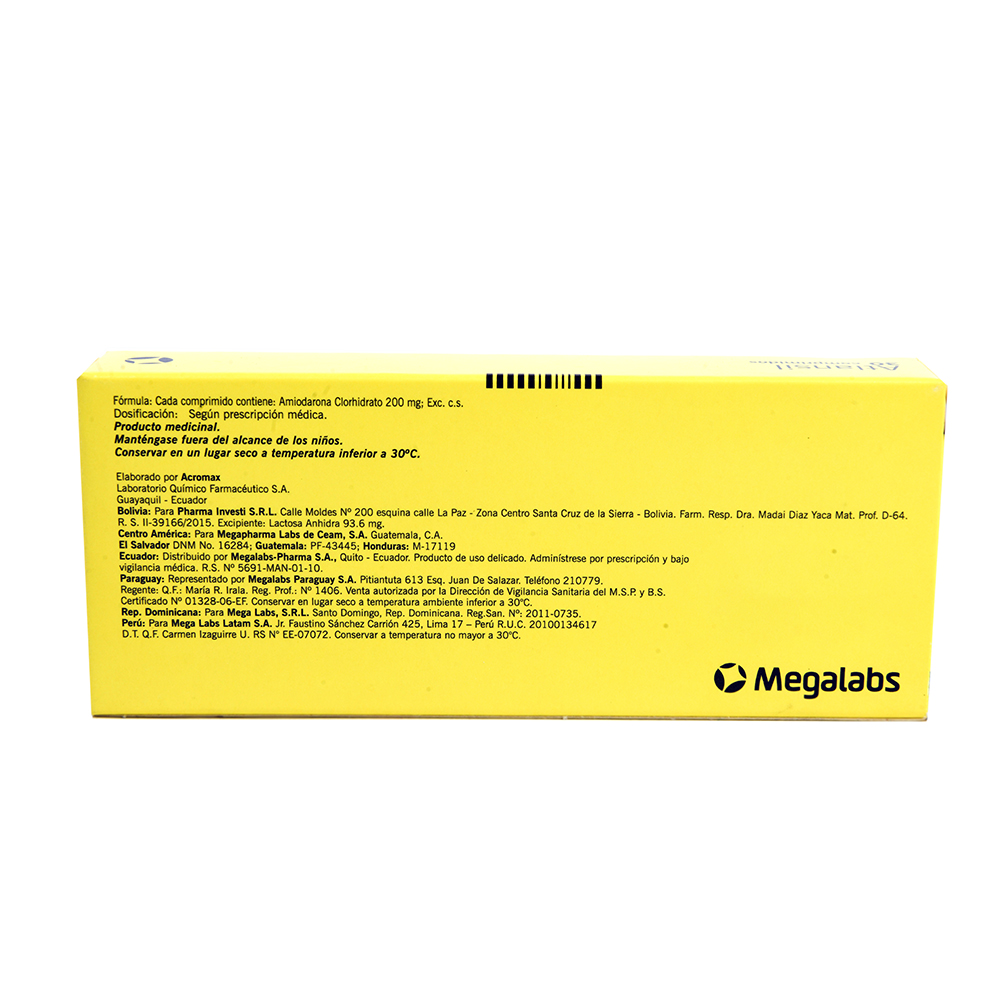 Atlansil
40 comprimidos
Fórmula: Cada comprimido contiene: Amiodarona Clorhidrato 200 mg; Exc. c.s.
Dosificación: Según prescripción médica.
Producto medicinal.
Manténgase fuera del alcance de los niños.
Conservar en un lugar seco a temperatura inferior a 30ºC.
Elaborado por Acromax
Laboratorio Químico Farmacéutico S.A.
Guayaquil - Ecuador
Bolivia: Para Pharma Investi S.R.L. Calle Moldes Nº 200 esquina calle La Paz - Zona Centro Santa Cruz de la Sierra - Bolivia. Farm. Resp. Dra. Madai Diaz Yaca Mat. Prof. D-64.
R. S. II-39166/2015. Excipiente: Lactosa Anhidra 93.6 mg.
Centro América: Para Megapharma Labs de Ceam, S.A. Guatemala, C.A.
El Salvador DNM No. 16284; Guatemala: PF-43445; Honduras: M-17119
Ecuador: Distribuido por Megalabs-Pharma S.A., Quito - Ecuador. Producto de uso delicado. Adminístrese por prescripción y bajo
vigilancia médica. R.S. Nº 5691-MAN-01-10.
Paraguay: Representado por Megalabs Paraguay S.A. Pitiantuta 613 Esq. Juan De Salazar. Teléfono 210779.
Regente: Q.F.: María R. Irala. Reg. Prof.: Nº 1406. Venta autorizada por la Dirección de Vigilancia Sanitaria del M.S.P. y B.S.
Certificado Nº 01328-06-EF. Conservar en lugar seco a temperatura ambiente inferior a 30ºC.
Rep. Dominicana: Para Mega Labs, S.R.L. Santo Domingo, Rep. Dominicana. Reg.San. Nº: 2011-0735.
Perú: Para Mega Labs Latam S.A. Jr. Faustino Sánchez Carrión 425, Lima 17 – Perú R.U.C. 20100134617
D.T. Q.F. Carmen Izaguirre U. RS Nº EE-07072. Conservar a temperatura no mayor a 30ºC.
Megalabs